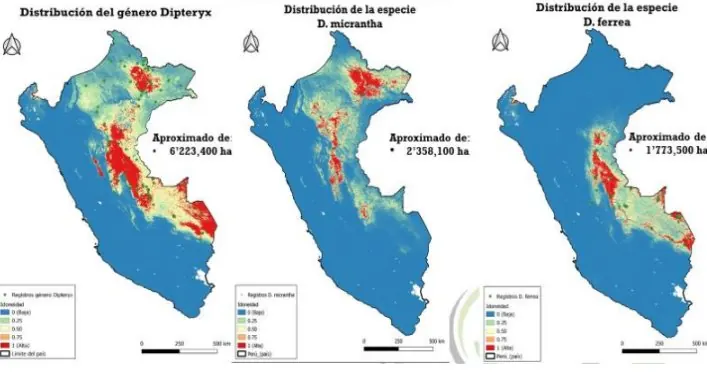 Distribución del género Dipteryx
Aproximado de:
6'223,400 ha
Registros género Dipteryx
Idoneidad
0 (Baja)
0.25
0.50
0.75
1 (Alta)
Límite del país
0
250
500 km
Distribución de la especie
D. micrantha
Aproximado de:
2'358,100 ha
Registros D. micrantha
Idoneidad
0 (Baja)
0.25
0.50
0.75
1 (Alta)
Perú, (país)
0
250
500 km
Distribución de la especie
D. ferrea
Aproximado de
1'773,500 ha
Registros D. ferrea
Idoneidad
0 (Baja)
0.25
0.50
0.75
1 (Alta)
Perú, (país)
0
250
500 km